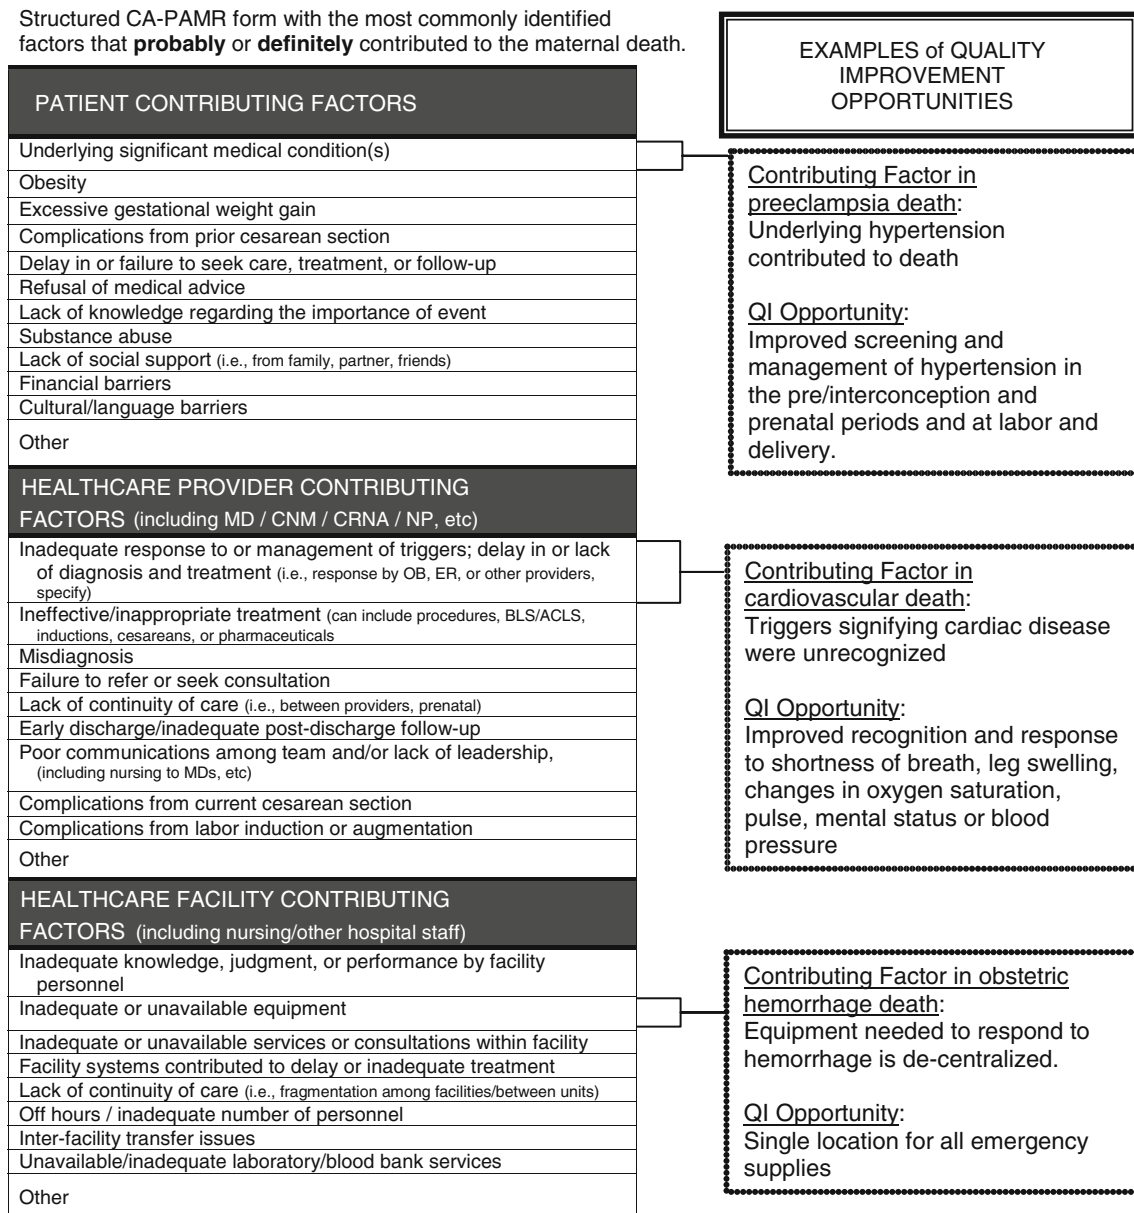 Structured CA-PAMR form with the most commonly identified
factors that probably or definitely contributed to the maternal death.
PATIENT CONTRIBUTING FACTORS
Underlying significant medical condition(s)
Obesity
Excessive gestational weight gain
Complications from prior cesarean section
Delay in or failure to seek care, treatment, or follow-up
Refusal of medical advice
Lack of knowledge regarding the importance of event
Substance abuse
Lack of social support (i.e., from family, partner, friends)
Financial barriers
Cultural/language barriers
Other
HEALTHCARE PROVIDER CONTRIBUTING
FACTORS (including MD / CNM / CRNA / NP, etc)
Inadequate response to or management of triggers; delay in or lack
of diagnosis and treatment (i.e., response by OB, ER, or other providers,
specify)
Ineffective/inappropriate treatment (can include procedures, BLS/ACLS,
inductions, cesareans, or pharmaceuticals
Misdiagnosis
Failure to refer or seek consultation
Lack of continuity of care (i.e., between providers, prenatal)
Early discharge/inadequate post-discharge follow-up
Poor communications among team and/or lack of leadership,
(including nursing to MDs, etc)
Complications from current cesarean section
Complications from labor induction or augmentation
Other
HEALTHCARE FACILITY CONTRIBUTING
FACTORS (including nursing/other hospital staff)
Inadequate knowledge, judgment, or performance by facility
personnel
Inadequate or unavailable equipment
Inadequate or unavailable services or consultations within facility
Facility systems contributed to delay or inadequate treatment
Lack of continuity of care (i.e., fragmentation among facilities/between units)
Off hours / inadequate number of personnel
Inter-facility transfer issues
Unavailable/inadequate laboratory/blood bank services
Other
EXAMPLES of QUALITY
IMPROVEMENT
OPPORTUNITIES
Contributing Factor in
preeclampsia death:
Underlying hypertension
contributed to death
QI Opportunity:
Improved screening and
management of hypertension in
the pre/interconception and
prenatal periods and at labor and
delivery.
Contributing Factor in
cardiovascular death:
Triggers signifying cardiac disease
were unrecognized
QI Opportunity:
Improved recognition and response
to shortness of breath, leg swelling,
changes in oxygen saturation,
pulse, mental status or blood
pressure
Contributing Factor in obstetric
hemorrhage death:
Equipment needed to respond to
hemorrhage is de-centralized.
QI Opportunity:
Single location for all emergency
supplies